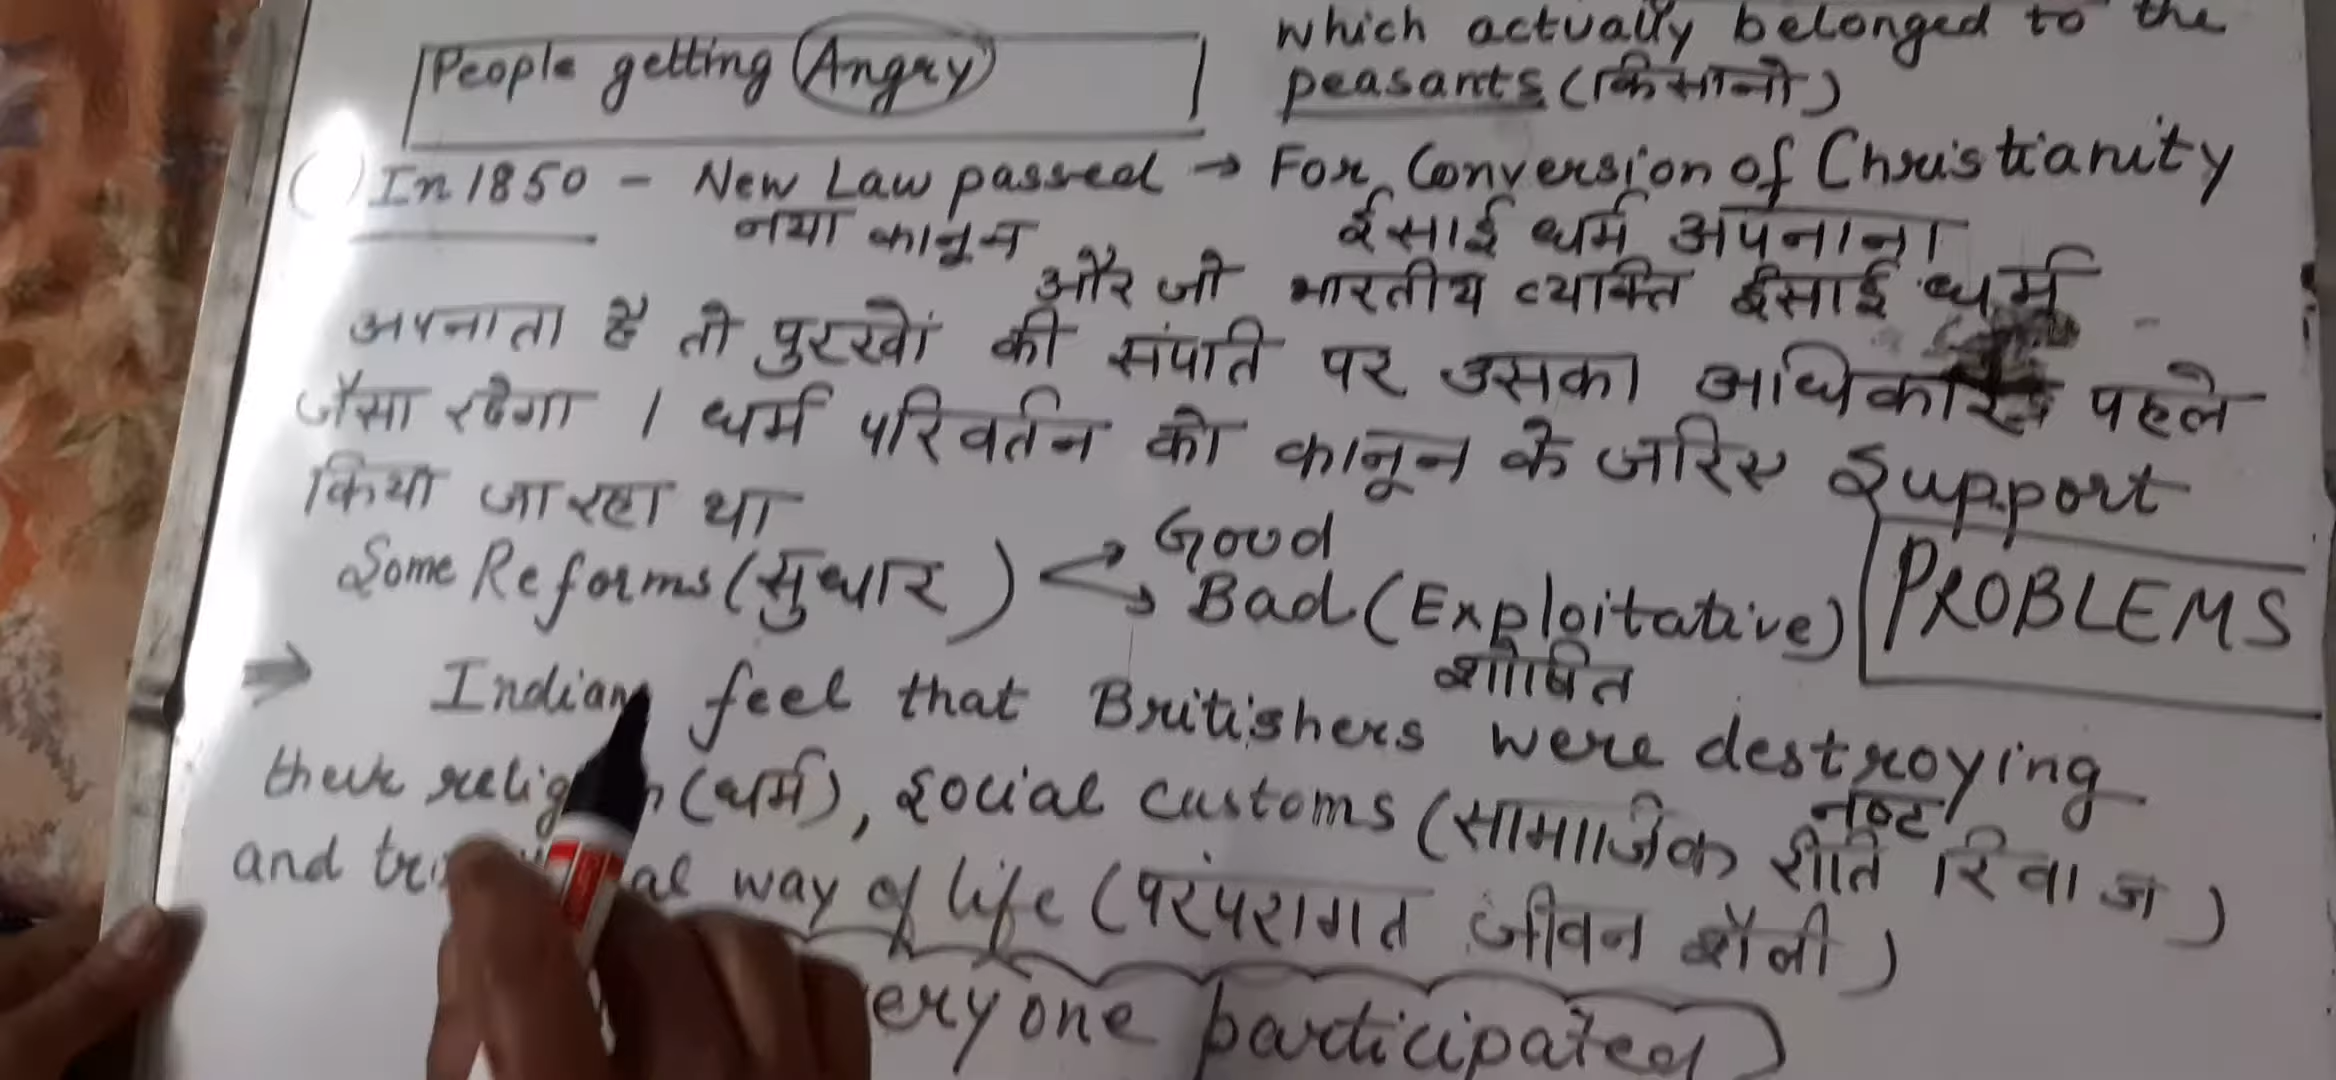 which actually belonged to the
peasants (किसानो)
People getting Angry
In 1850 - New Law passed → For Conversion of Christianity
नया कानून ईसाई धर्म अपनाना
और जो भारतीय व्यक्ति ईसाई धर्म
अपनाता है तो पुरखों की संपति पर उसका अधिकार पहले
जैसा रहेगा । धर्म परिवर्तन को कानून के जरिए Support
किया जा रहा था
Some Reforms (सुधार) Good
Bad (Exploitative) PROBLEMS
शोषित
⇒ Indians feel that Britishers were destroying
नष्ट
their (धर्म), social customs (सामाजिक रीति रिवाज)
and way of life (परंपरागत जीवन शैली)
participated